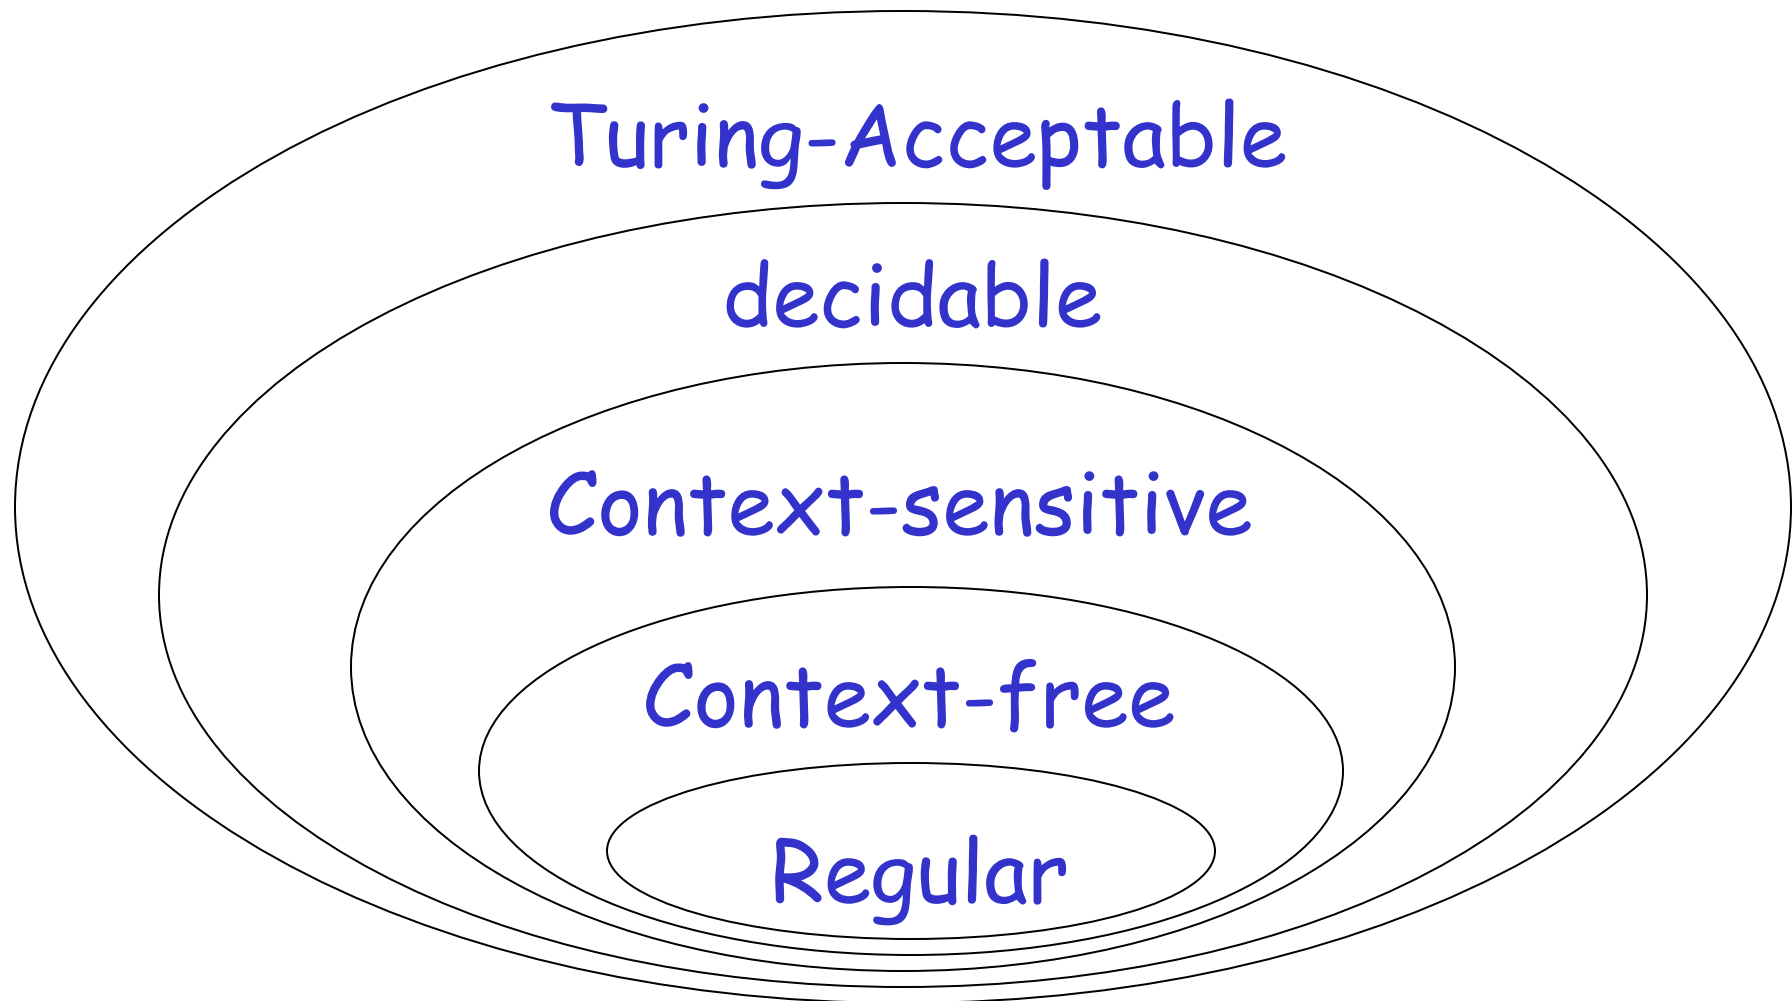 Turing-Acceptable
decidable
Context-sensitive
Context-free
Regular